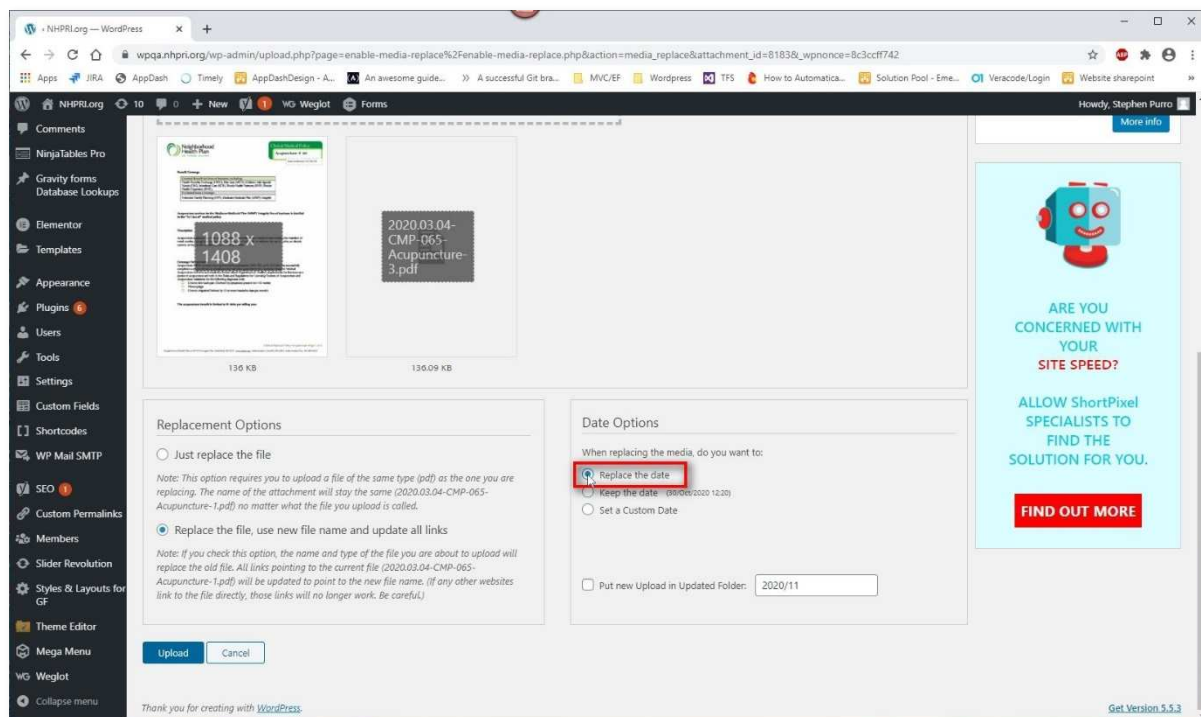 ‹ NHPRI.org — WordPress
wpqa.nhpri.org/wp-admin/upload.php?page=enable-media-replace%2Fenable-media-replace.php&action=media_replace&attachment_id=8183&_wpnonce=8c3ccff742
Apps JIRA AppDash Timely AppDashDesign - A... An awesome guide... A successful Git bra... MVC/EF Wordpress TFS How to Automatica... Solution Pool - Eme... Veracode/Login Website sharepoint
NHPRI.org 10 0 + New 1 WG Weglot Forms Howdy, Stephen Purro
Comments
NinjaTables Pro
Gravity forms
Database Lookups
Elementor
Templates
Appearance
Plugins 6
Users
Tools
Settings
Custom Fields
[ ] Shortcodes
WP Mail SMTP
SEO 1
Custom Permalinks
Members
Slider Revolution
Styles & Layouts for
GF
Theme Editor
Mega Menu
WG Weglot
Collapse menu
Neighborhood
Health Plan
1088 x
1408
136 KB
2020.03.04-
CMP-065-
Acupuncture-
3.pdf
136.09 KB
Replacement Options
Just replace the file
Note: This option requires you to upload a file of the same type (pdf) as the one you are
replacing. The name of the attachment will stay the same (2020.03.04-CMP-065-
Acupuncture-1.pdf) no matter what the file you upload is called.
Replace the file, use new file name and update all links
Note: If you check this option, the name and type of the file you are about to upload will
replace the old file. All links pointing to the current file (2020.03.04-CMP-065-
Acupuncture-1.pdf) will be updated to point to the new file name. (If any other websites
link to the file directly, those links will no longer work. Be careful.)
Date Options
When replacing the media, do you want to:
Replace the date
Keep the date (30/Oct/2020 12:20)
Set a Custom Date
Put new Upload in Updated Folder: 2020/11
Upload Cancel
Thank you for creating with WordPress.
Get Version 5.5.3
More info
ARE YOU
CONCERNED WITH
YOUR
SITE SPEED?
ALLOW ShortPixel
SPECIALISTS TO
FIND THE
SOLUTION FOR YOU.
FIND OUT MORE